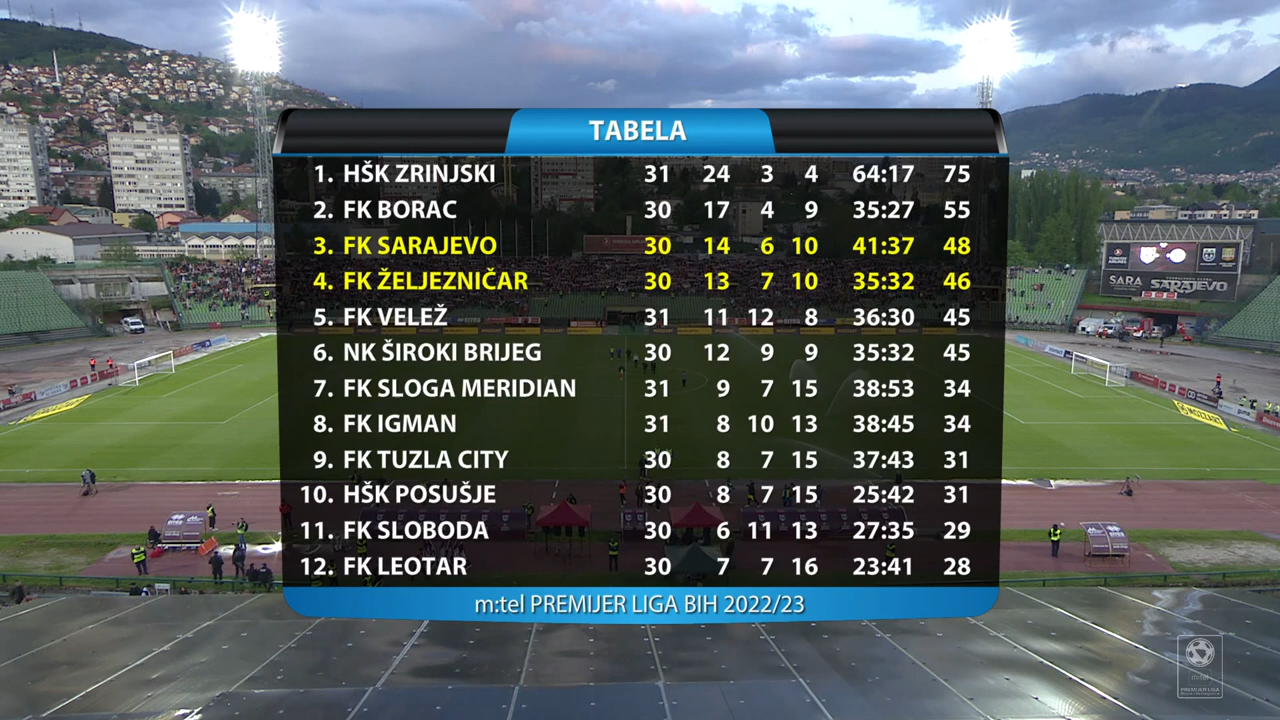 TABELA
1. HŠK ZRINJSKI 31 24 3 4 64:17 75
2. FK BORAC 30 17 4 9 35:27 55
3. FK SARAJEVO 30 14 6 10 41:37 48
4. FK ŽELJEZNIČAR 30 13 7 10 35:32 46
5. FK VELEŽ 31 11 12 8 36:30 45
6. NK ŠIROKI BRIJEG 30 12 9 9 35:32 45
7. FK SLOGA MERIDIAN 31 9 7 15 38:53 34
8. FK IGMAN 31 8 10 13 38:45 34
9. FK TUZLA CITY 30 8 7 15 37:43 31
10. HŠK POSUŠJE 30 8 7 15 25:42 31
11. FK SLOBODA 30 6 11 13 27:35 29
12. FK LEOTAR 30 7 7 16 23:41 28
m:tel PREMIJER LIGA BIH 2022/23
SARAJEVO
MOZZART
m:tel
PREMIJER LIGA